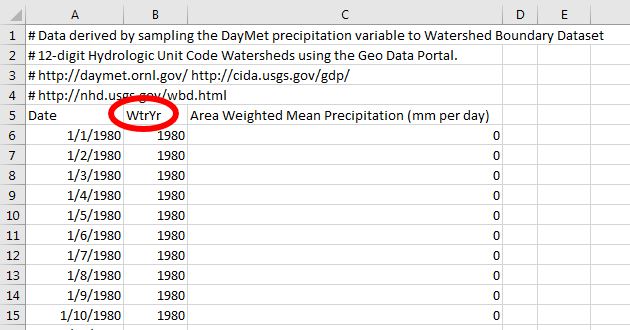 A B C D E
1 # Data derived by sampling the DayMet precipitation variable to Watershed Boundary Dataset
2 # 12-digit Hydrologic Unit Code Watersheds using the Geo Data Portal.
3 # http://daymet.ornl.gov/ http://cida.usgs.gov/gdp/
4 # http://nhd.usgs.gov/wbd.html
5 Date WtrYr Area Weighted Mean Precipitation (mm per day)
6 1/1/1980 1980 0
7 1/2/1980 1980 0
8 1/3/1980 1980 0
9 1/4/1980 1980 0
10 1/5/1980 1980 0
11 1/6/1980 1980 0
12 1/7/1980 1980 0
13 1/8/1980 1980 0
14 1/9/1980 1980 0
15 1/10/1980 1980 0